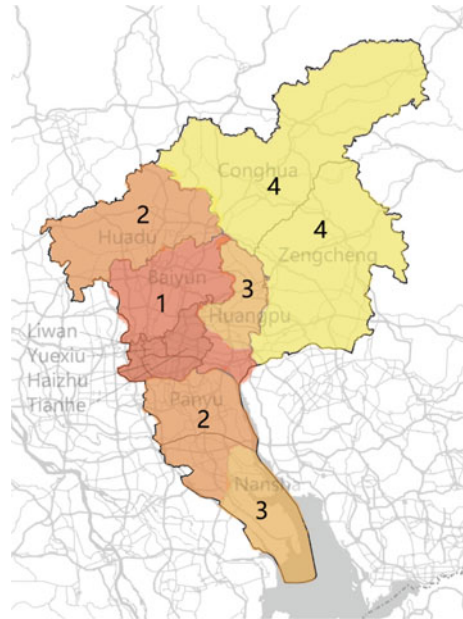 Conghua
4
2
Huadu
4
Zengcheng
Baiyun
3
1
Huangpu
Liwan
Yuexiu
Haizhu
Tianhe
Panyu
2
Nansha
3